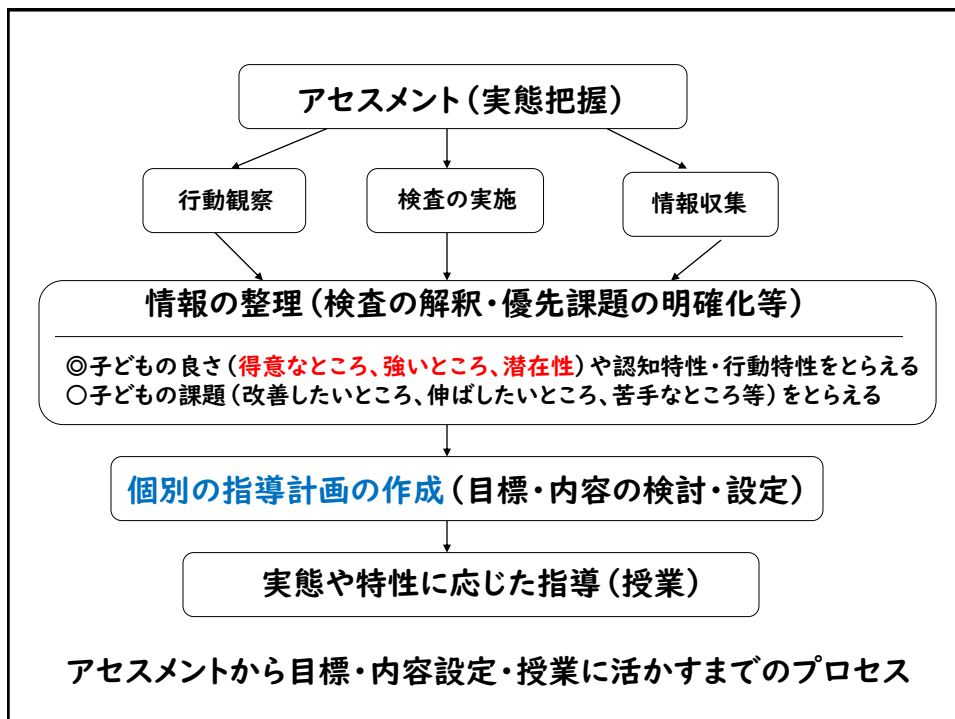 アセスメント(実態把握)
行動観察
検査の実施
情報収集
情報の整理(検査の解釈・優先課題の明確化等)
◎子どもの良さ(得意なところ、強いところ、潜在性)や認知特性・行動特性をとらえる
○子どもの課題(改善したいところ、伸ばしたいところ、苦手なところ等)をとらえる
個別の指導計画の作成(目標・内容の検討・設定)
実態や特性に応じた指導(授業)
アセスメントから目標・内容設定・授業に活かすまでのプロセス